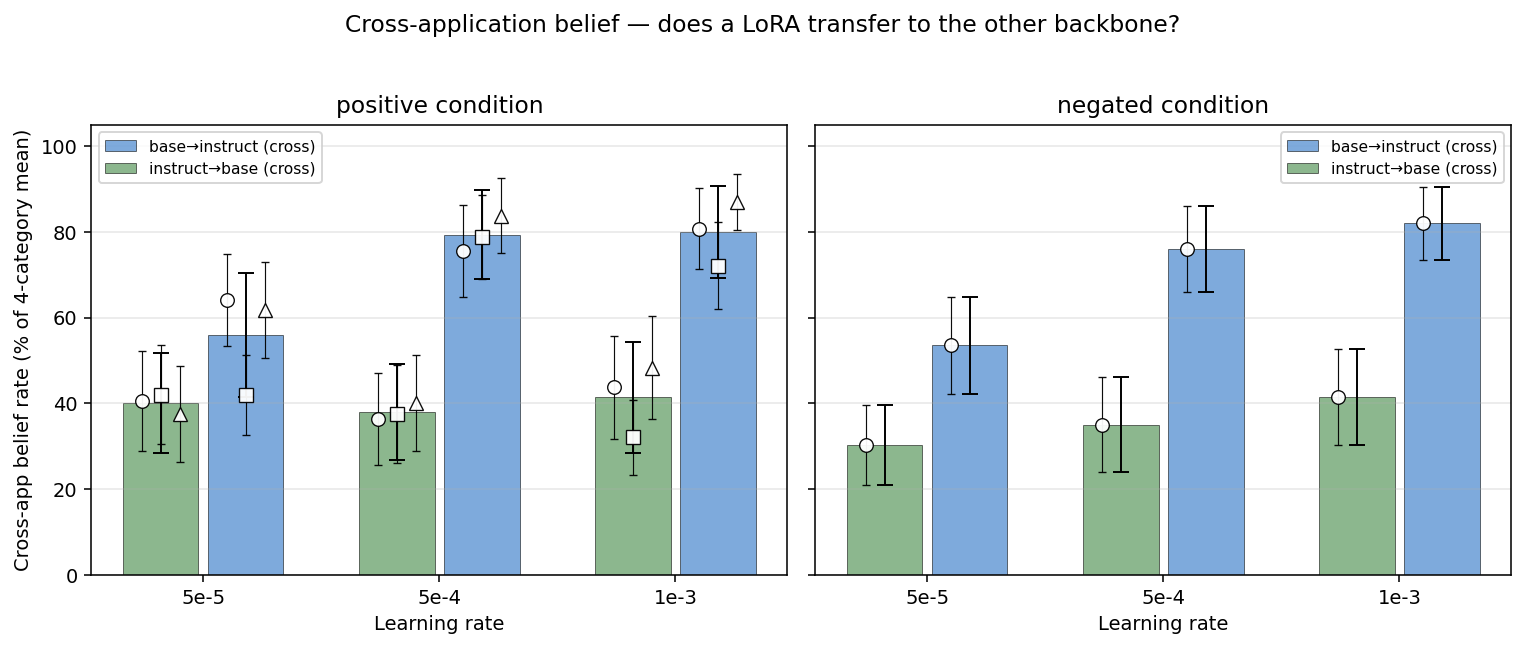 Cross-application belief — does a LoRA transfer to the other backbone?
positive condition
negated condition
base→instruct (cross)
instruct→base (cross)
base→instruct (cross)
instruct→base (cross)
Cross-app belief rate (% of 4-category mean)
100
80
60
40
20
0
5e-5
5e-4
1e-3
5e-5
5e-4
1e-3
Learning rate
Learning rate